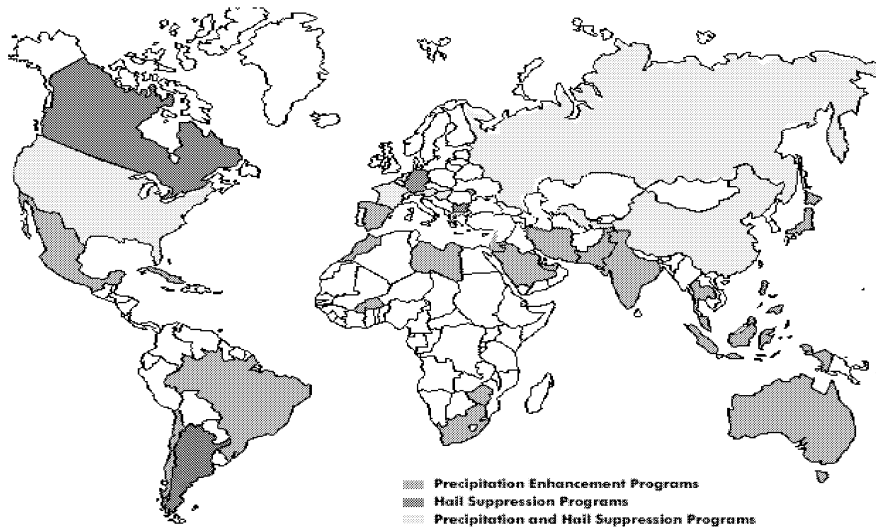 Precipitation Enhancement Programs
Hail Suppression Programs
Precipitation and Hail Suppression Programs